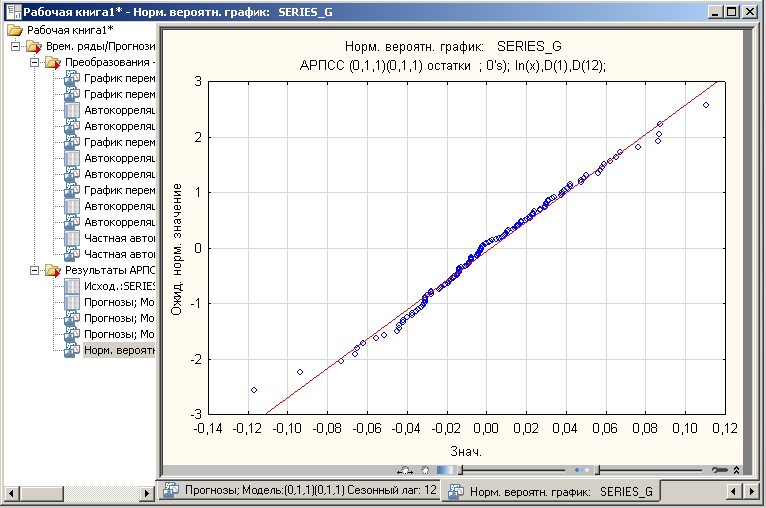 Рабочая книга1* - Норм. вероятн. график: SERIES_G
Рабочая книга1*
Врем. ряды/Прогнози
Преобразования -
График перем
График перем
Автокорреляц
Автокорреляц
График перем
Автокорреляц
Автокорреляц
График перем
Автокорреляц
Автокорреляц
Частная авто
Частная авто
Результаты АРПС
Исход.:SERIES
Прогнозы; Мо
Прогнозы; Мо
Прогнозы; Мо
Норм. вероятн
Норм. вероятн. график: SERIES_G
АРПСС (0,1,1)(0,1,1) остатки ; 0's); ln(x),D(1),D(12);
Ожид. норм. значение
3
2
1
0
-1
-2
-3
-0,14 -0,12 -0,10 -0,08 -0,06 -0,04 -0,02 0,00 0,02 0,04 0,06 0,08 0,10 0,12
Знач.
Прогнозы; Модель:(0,1,1)(0,1,1) Сезонный лаг: 12
Норм. вероятн. график: SERIES_G